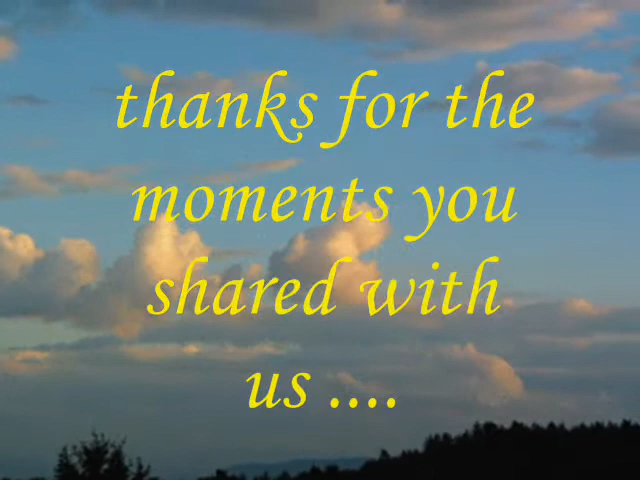 thanks for the
moments you
shared with
us ....